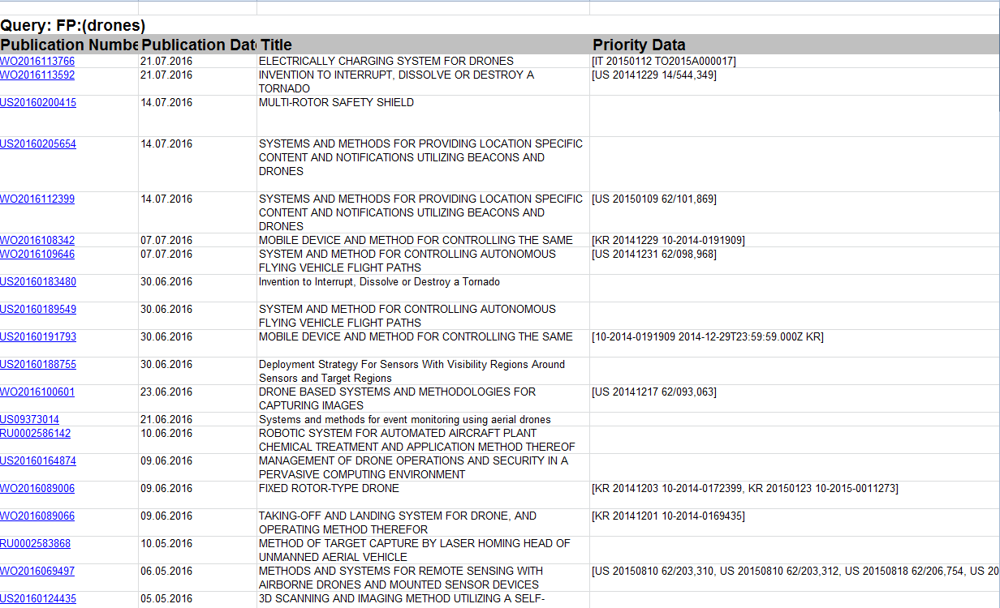 Query: FP:(drones)
Publication Numbe Publication Dat Title Priority Data
WO2016113766 21.07.2016 ELECTRICALLY CHARGING SYSTEM FOR DRONES [IT 20150112 TO2015A000017]
WO2016113592 21.07.2016 INVENTION TO INTERRUPT, DISSOLVE OR DESTROY A [US 20141229 14/544,349]
TORNADO
US20160200415 14.07.2016 MULTI-ROTOR SAFETY SHIELD
US20160205654 14.07.2016 SYSTEMS AND METHODS FOR PROVIDING LOCATION SPECIFIC
CONTENT AND NOTIFICATIONS UTILIZING BEACONS AND
DRONES
WO2016112399 14.07.2016 SYSTEMS AND METHODS FOR PROVIDING LOCATION SPECIFIC [US 20150109 62/101,869]
CONTENT AND NOTIFICATIONS UTILIZING BEACONS AND
DRONES
WO2016108342 07.07.2016 MOBILE DEVICE AND METHOD FOR CONTROLLING THE SAME [KR 20141229 10-2014-0191909]
WO2016109646 07.07.2016 SYSTEM AND METHOD FOR CONTROLLING AUTONOMOUS [US 20141231 62/098,968]
FLYING VEHICLE FLIGHT PATHS
US20160183480 30.06.2016 Invention to Interrupt, Dissolve or Destroy a Tornado
US20160189549 30.06.2016 SYSTEM AND METHOD FOR CONTROLLING AUTONOMOUS
FLYING VEHICLE FLIGHT PATHS
US20160191793 30.06.2016 MOBILE DEVICE AND METHOD FOR CONTROLLING THE SAME [10-2014-0191909 2014-12-29T23:59:59.000Z KR]
US20160188755 30.06.2016 Deployment Strategy For Sensors With Visibility Regions Around
Sensors and Target Regions
WO2016100601 23.06.2016 DRONE BASED SYSTEMS AND METHODOLOGIES FOR [US 20141217 62/093,063]
CAPTURING IMAGES
US09373014 21.06.2016 Systems and methods for event monitoring using aerial drones
RU0002586142 10.06.2016 ROBOTIC SYSTEM FOR AUTOMATED AIRCRAFT PLANT
CHEMICAL TREATMENT AND APPLICATION METHOD THEREOF
US20160164874 09.06.2016 MANAGEMENT OF DRONE OPERATIONS AND SECURITY IN A
PERVASIVE COMPUTING ENVIRONMENT
WO2016089006 09.06.2016 FIXED ROTOR-TYPE DRONE [KR 20141203 10-2014-0172399, KR 20150123 10-2015-0011273]
WO2016089066 09.06.2016 TAKING-OFF AND LANDING SYSTEM FOR DRONE, AND [KR 20141201 10-2014-0169435]
OPERATING METHOD THEREFOR
RU0002583868 10.05.2016 METHOD OF TARGET CAPTURE BY LASER HOMING HEAD OF
UNMANNED AERIAL VEHICLE
WO2016069497 06.05.2016 METHODS AND SYSTEMS FOR REMOTE SENSING WITH [US 20150810 62/203,310, US 20150810 62/203,312, US 20150818 62/206,754, US 20
AIRBORNE DRONES AND MOUNTED SENSOR DEVICES
US20160124435 05.05.2016 3D SCANNING AND IMAGING METHOD UTILIZING A SELF-